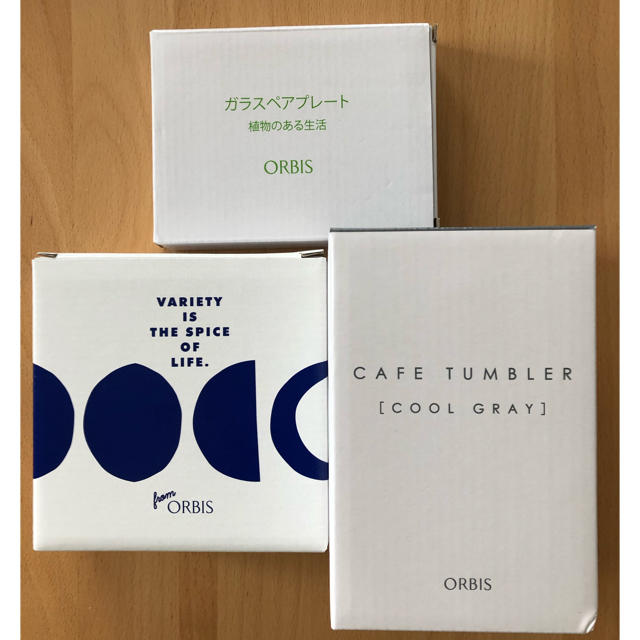 ガラスペアプレート
植物のある生活
ORBIS
VARIETY
IS
THE SPICE
OF
LIFE.
from
ORBIS
CAFE TUMBLER
[COOL GRAY]
ORBIS